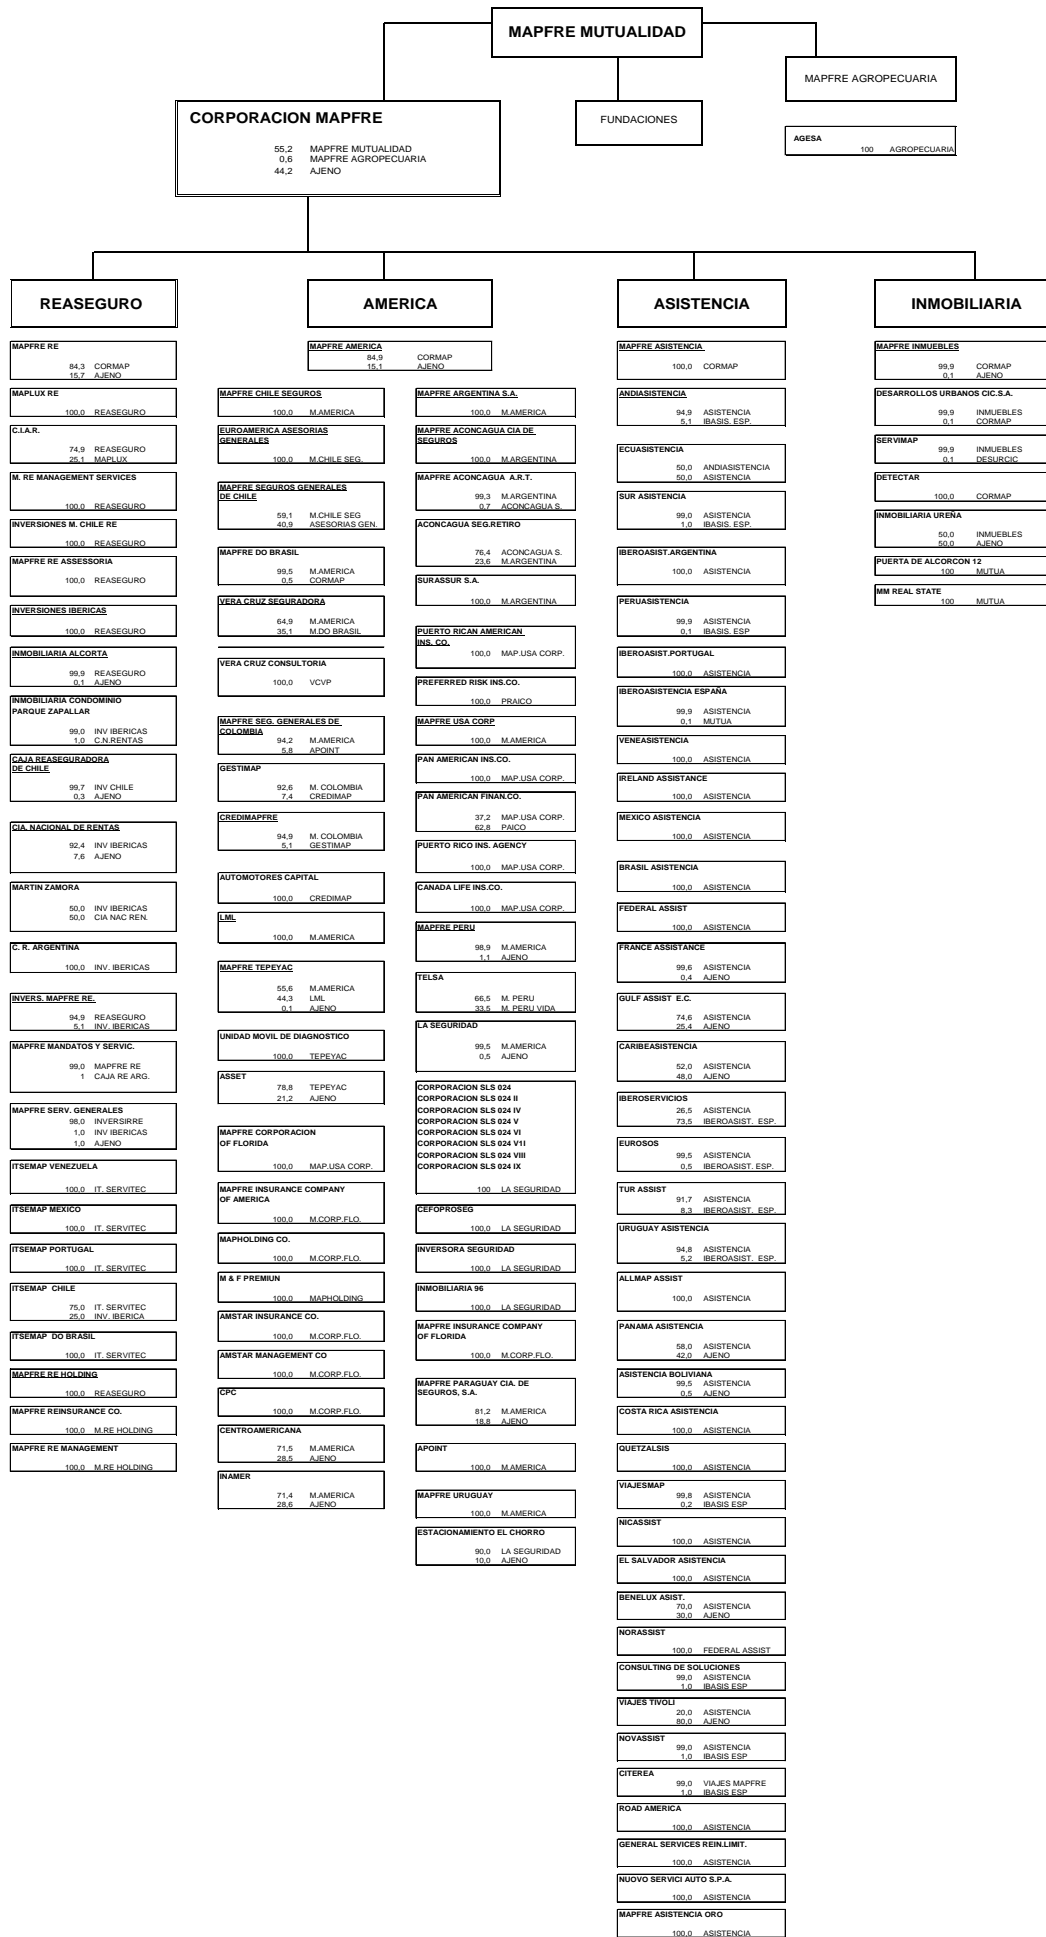 MAPFRE MUTUALIDAD
MAPFRE AGROPECUARIA
CORPORACION MAPFRE
55,2 MAPFRE MUTUALIDAD
0,6 MAPFRE AGROPECUARIA
44,2 AJENO
FUNDACIONES
AGESA
100 AGROPECUARIA
REASEGURO
AMERICA
ASISTENCIA
INMOBILIARIA
MAPFRE RE
84,3 CORMAP
15,7 AJENO
MAPLUX RE
100,0 REASEGURO
C.I.A.R.
74,9 REASEGURO
25,1 MAPLUX
M. RE MANAGEMENT SERVICES
100,0 REASEGURO
INVERSIONES M. CHILE RE
100,0 REASEGURO
MAPFRE RE ASSESSORIA
100,0 REASEGURO
INVERSIONES IBERICAS
100,0 REASEGURO
INMOBILIARIA ALCORTA
99,9 REASEGURO
0,1 AJENO
INMOBILIARIA CONDOMINIO
PARQUE ZAPALLAR
99,0 INV IBERICAS
1,0 C.N.RENTAS
CAJA REASEGURADORA
DE CHILE
99,7 INV CHILE
0,3 AJENO
CIA. NACIONAL DE RENTAS
92,4 INV IBERICAS
7,6 AJENO
MARTIN ZAMORA
50,0 INV IBERICAS
50,0 CIA NAC REN.
C. R. ARGENTINA
100,0 INV. IBERICAS
INVERS. MAPFRE RE.
94,9 REASEGURO
5,1 INV. IBERICAS
MAPFRE MANDATOS Y SERVIC.
99,0 MAPFRE RE
1 CAJA RE ARG.
MAPFRE SERV. GENERALES
98,0 INVERSIRRE
1,0 INV IBERICAS
1,0 AJENO
ITSEMAP VENEZUELA
100,0 IT. SERVITEC
ITSEMAP MEXICO
100,0 IT. SERVITEC
ITSEMAP PORTUGAL
100,0 IT. SERVITEC
ITSEMAP CHILE
75,0 IT. SERVITEC
25,0 INV. IBERICA
ITSEMAP DO BRASIL
100,0 IT. SERVITEC
MAPFRE RE HOLDING
100,0 REASEGURO
MAPFRE REINSURANCE CO.
100,0 M.RE HOLDING
MAPFRE RE MANAGEMENT
100,0 M.RE HOLDING
MAPFRE AMERICA
84,9 CORMAP
15,1 AJENO
MAPFRE CHILE SEGUROS
100,0 M.AMERICA
EUROAMERICA ASESORIAS
GENERALES
100,0 M.CHILE SEG.
MAPFRE SEGUROS GENERALES
DE CHILE
59,1 M.CHILE SEG
40,9 ASESORIAS GEN.
MAPFRE DO BRASIL
99,5 M.AMERICA
0,5 CORMAP
VERA CRUZ SEGURADORA
64,9 M.AMERICA
35,1 M.DO BRASIL
VERA CRUZ CONSULTORIA
100,0 VCVP
MAPFRE SEG. GENERALES DE
COLOMBIA
94,2 M.AMERICA
5,8 APOINT
GESTIMAP
92,6 M. COLOMBIA
7,4 CREDIMAP
CREDIMAPFRE
94,9 M. COLOMBIA
5,1 GESTIMAP
AUTOMOTORES CAPITAL
100,0 CREDIMAP
LML
100,0 M.AMERICA
MAPFRE TEPEYAC
55,6 M.AMERICA
44,3 LML
0,1 AJENO
UNIDAD MOVIL DE DIAGNOSTICO
100,0 TEPEYAC
ASSET
78,8 TEPEYAC
21,2 AJENO
MAPFRE CORPORACION
OF FLORIDA
100,0 MAP.USA CORP.
MAPFRE INSURANCE COMPANY
OF AMERICA
100,0 M.CORP.FLO.
MAPHOLDING CO.
100,0 M.CORP.FLO.
M & F PREMIUN
100,0 MAPHOLDING
AMSTAR INSURANCE CO.
100,0 M.CORP.FLO.
AMSTAR MANAGEMENT CO
100,0 M.CORP.FLO.
CPC
100,0 M.CORP.FLO.
CENTROAMERICANA
71,5 M.AMERICA
28,5 AJENO
INAMER
71,4 M.AMERICA
28,6 AJENO
MAPFRE ARGENTINA S.A.
100,0 M.AMERICA
MAPFRE ACONCAGUA CIA DE
SEGUROS
100,0 M.ARGENTINA
MAPFRE ACONCAGUA A.R.T.
99,3 M.ARGENTINA
0,7 ACONCAGUA S.
ACONCAGUA SEG.RETIRO
76,4 ACONCAGUA S.
23,6 M.ARGENTINA
SURASSUR S.A.
100,0 M.ARGENTINA
PUERTO RICAN AMERICAN
INS. CO.
100,0 MAP.USA CORP.
PREFERRED RISK INS.CO.
100,0 PRAICO
MAPFRE USA CORP
100,0 M.AMERICA
PAN AMERICAN INS.CO.
100,0 MAP.USA CORP.
PAN AMERICAN FINAN.CO.
37,2 MAP.USA CORP.
62,8 PAICO
PUERTO RICO INS. AGENCY
100,0 MAP.USA CORP.
CANADA LIFE INS.CO.
100,0 MAP.USA CORP.
MAPFRE PERU
98,9 M.AMERICA
1,1 AJENO
TELSA
66,5 M. PERU
33,5 M. PERU VIDA
LA SEGURIDAD
99,5 M.AMERICA
0,5 AJENO
CORPORACION SLS 024
CORPORACION SLS 024 II
CORPORACION SLS 024 IV
CORPORACION SLS 024 V
CORPORACION SLS 024 VI
CORPORACION SLS 024 V1I
CORPORACION SLS 024 VIII
CORPORACION SLS 024 IX
100 LA SEGURIDAD
CEFOPROSEG
100,0 LA SEGURIDAD
INVERSORA SEGURIDAD
100,0 LA SEGURIDAD
INMOBILIARIA 96
100,0 LA SEGURIDAD
MAPFRE INSURANCE COMPANY
OF FLORIDA
100,0 M.CORP.FLO.
MAPFRE PARAGUAY CIA. DE
SEGUROS, S.A.
81,2 M.AMERICA
18,8 AJENO
APOINT
100,0 M.AMERICA
MAPFRE URUGUAY
100,0 M.AMERICA
ESTACIONAMIENTO EL CHORRO
90,0 LA SEGURIDAD
10,0 AJENO
MAPFRE ASISTENCIA
100,0 CORMAP
ANDIASISTENCIA
94,9 ASISTENCIA
5,1 IBASIS. ESP.
ECUASISTENCIA
50,0 ANDIASISTENCIA
50,0 ASISTENCIA
SUR ASISTENCIA
99,0 ASISTENCIA
1,0 IBASIS. ESP.
IBEROASIST.ARGENTINA
100,0 ASISTENCIA
PERUASISTENCIA
99,9 ASISTENCIA
0,1 IBASIS. ESP
IBEROASIST.PORTUGAL
100,0 ASISTENCIA
IBEROASISTENCIA ESPAÑA
99,9 ASISTENCIA
0,1 MUTUA
VENEASISTENCIA
100,0 ASISTENCIA
IRELAND ASSISTANCE
100,0 ASISTENCIA
MEXICO ASISTENCIA
100,0 ASISTENCIA
BRASIL ASISTENCIA
100,0 ASISTENCIA
FEDERAL ASSIST
100,0 ASISTENCIA
FRANCE ASSISTANCE
99,6 ASISTENCIA
0,4 AJENO
GULF ASSIST E.C.
74,6 ASISTENCIA
25,4 AJENO
CARIBEASISTENCIA
52,0 ASISTENCIA
48,0 AJENO
IBEROSERVICIOS
26,5 ASISTENCIA
73,5 IBEROASIST. ESP.
EUROSOS
99,5 ASISTENCIA
0,5 IBEROASIST. ESP.
TUR ASSIST
91,7 ASISTENCIA
8,3 IBEROASIST. ESP.
URUGUAY ASISTENCIA
94,8 ASISTENCIA
5,2 IBEROASIST. ESP.
ALLMAP ASSIST
100,0 ASISTENCIA
PANAMA ASISTENCIA
58,0 ASISTENCIA
42,0 AJENO
ASISTENCIA BOLIVIANA
99,5 ASISTENCIA
0,5 AJENO
COSTA RICA ASISTENCIA
100,0 ASISTENCIA
QUETZALSIS
100,0 ASISTENCIA
VIAJESMAP
99,8 ASISTENCIA
0,2 IBASIS ESP
NICASSIST
100,0 ASISTENCIA
EL SALVADOR ASISTENCIA
100,0 ASISTENCIA
BENELUX ASIST.
70,0 ASISTENCIA
30,0 AJENO
NORASSIST
100,0 FEDERAL ASSIST
CONSULTING DE SOLUCIONES
99,0 ASISTENCIA
1,0 IBASIS ESP
VIAJES TIVOLI
20,0 ASISTENCIA
80,0 AJENO
NOVASSIST
99,0 ASISTENCIA
1,0 IBASIS ESP
CITEREA
99,0 VIAJES MAPFRE
1,0 IBASIS ESP
ROAD AMERICA
100,0 ASISTENCIA
GENERAL SERVICES REIN.LIMIT.
100,0 ASISTENCIA
NUOVO SERVICI AUTO S.P.A.
100,0 ASISTENCIA
MAPFRE ASISTENCIA ORO
100,0 ASISTENCIA
MAPFRE INMUEBLES
99,9 CORMAP
0,1 AJENO
DESARROLLOS URBANOS CIC.S.A.
99,9 INMUEBLES
0,1 CORMAP
SERVIMAP
99,9 INMUEBLES
0,1 DESURCIC
DETECTAR
100,0 CORMAP
INMOBILIARIA UREÑA
50,0 INMUEBLES
50,0 AJENO
PUERTA DE ALCORCON 12
100 MUTUA
MM REAL STATE
100 MUTUA